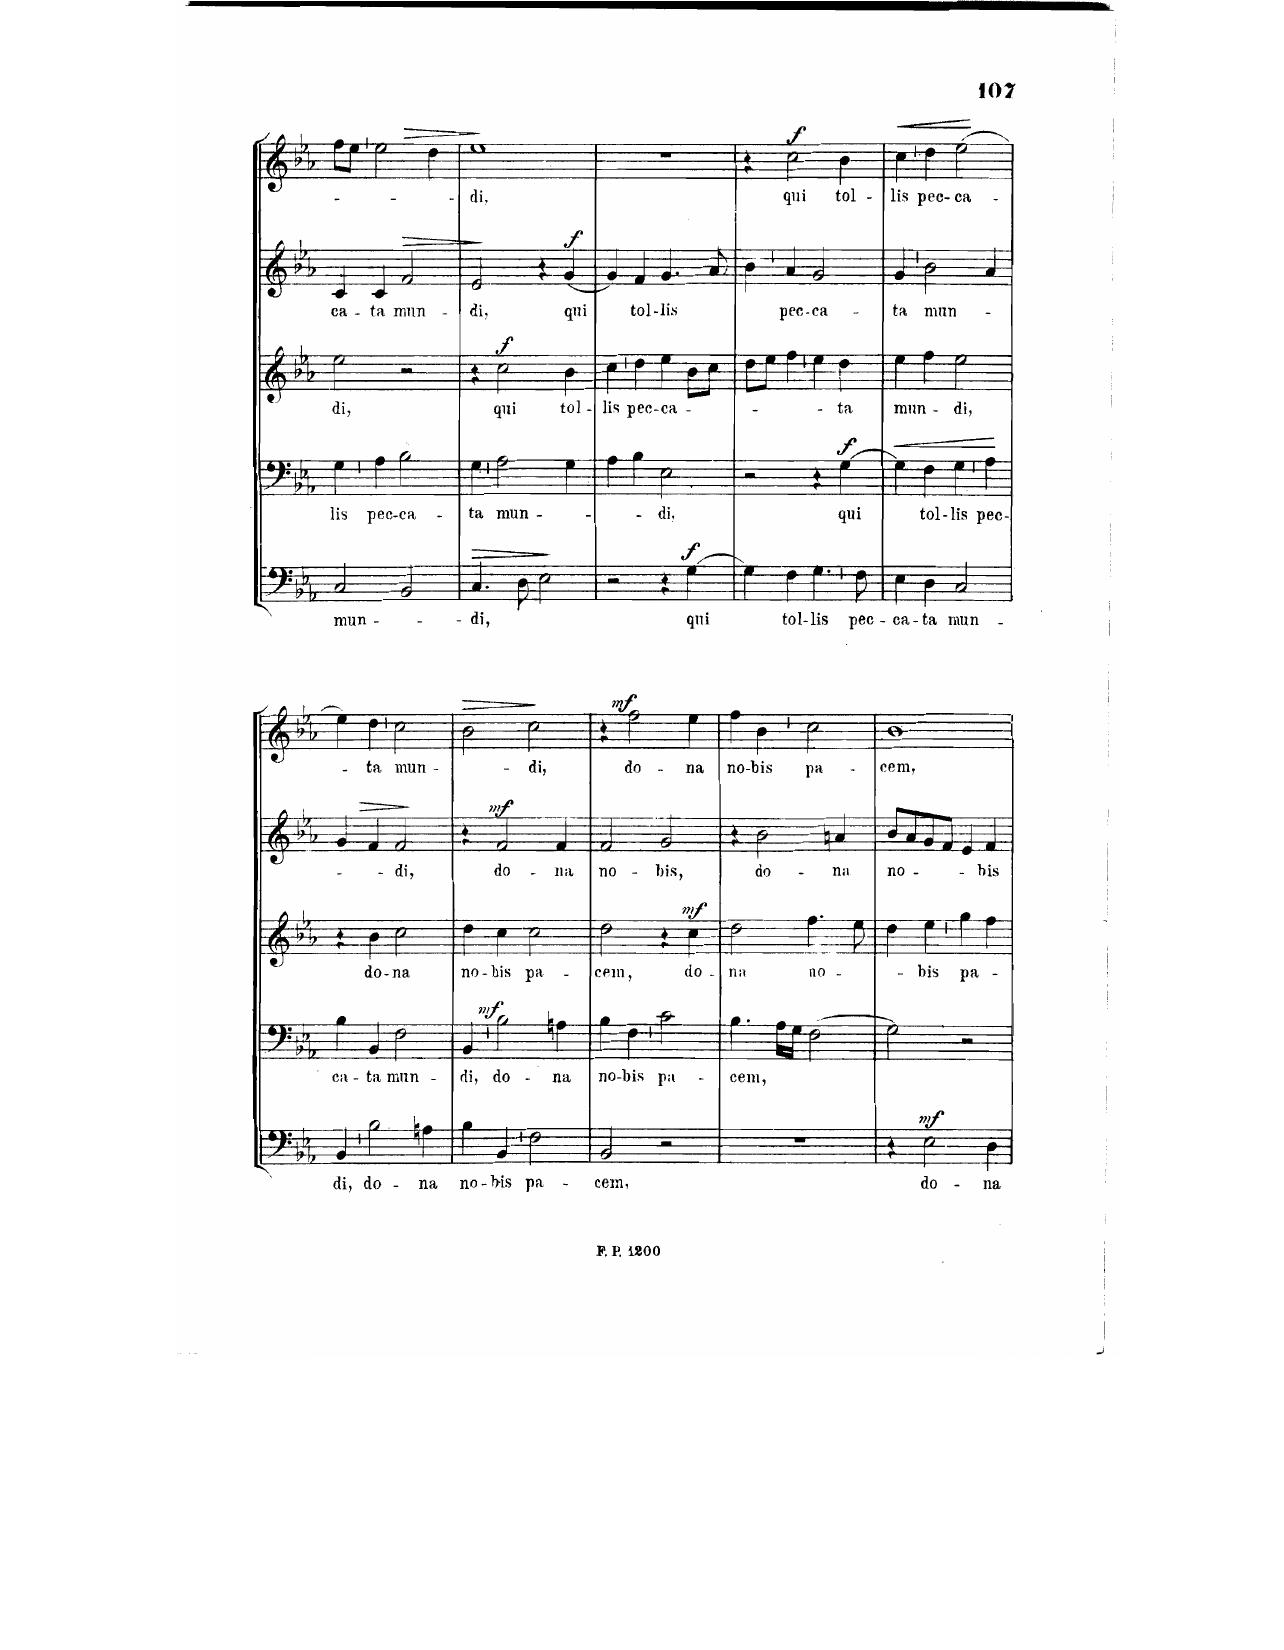 107
f
- - - di, qui tol - lis pec-ca -
f
ca - ta mun - di, qui tol-lis pec-ca - ta mun -
f
di, qui tol - lis pec-ca - - - ta mun - di,
f
lis pec-ca - ta mun - - - di, qui tol-lis pec-
f
mun - - - di, qui tol-lis pec-ca-ta mun -
mf
- ta mun - - di, do - na no-bis pa - cem,
mf
- - di, do - na no - bis, do - na no - - bis
mf
do-na no-bis pa - cem, do - na no - - bis pa -
mf
ca - ta mun - di, do - na no-bis pa - cem,
mf
di, do - na no-bis pa - cem, do - na
F. P. 1200